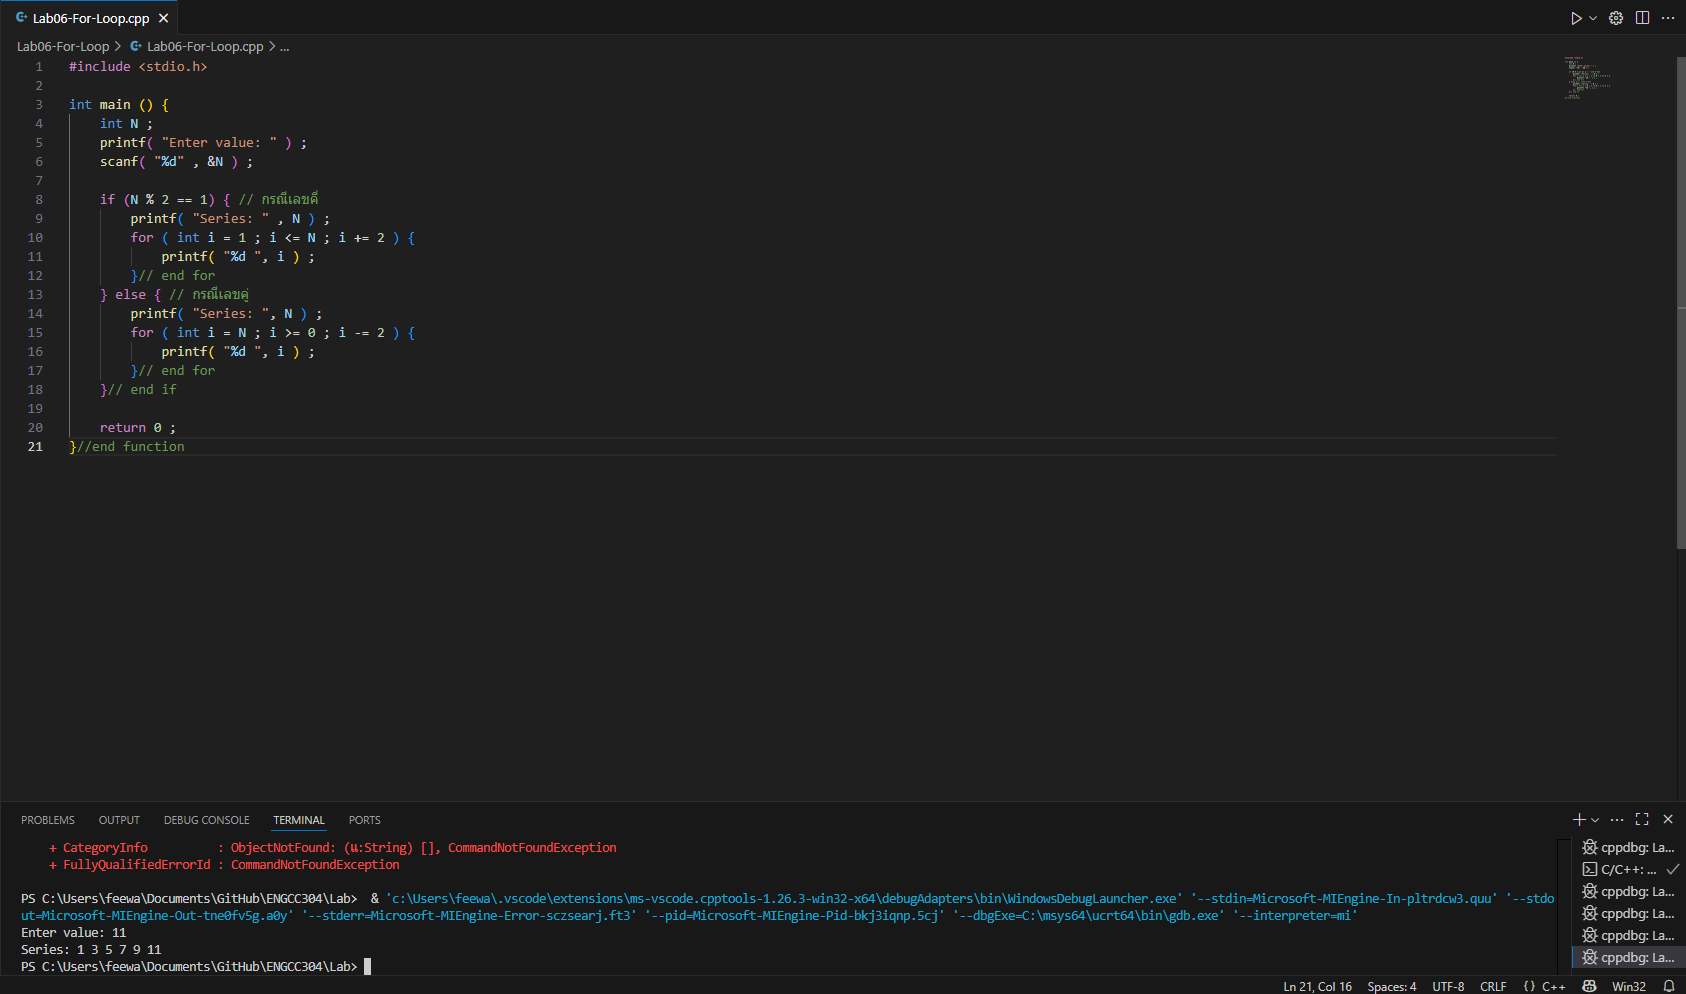 Lab06-For-Loop.cpp
Lab06-For-Loop > Lab06-For-Loop.cpp > ...
1 #include <stdio.h>
2
3 int main () {
4 int N ;
5 printf( "Enter value: " ) ;
6 scanf( "%d" , &N ) ;
7
8 if (N % 2 == 1) { // กรณีเลขคี่
9 printf( "Series: " , N ) ;
10 for ( int i = 1 ; i <= N ; i += 2 ) {
11 printf( "%d ", i ) ;
12 }// end for
13 } else { // กรณีเลขคู่
14 printf( "Series: ", N ) ;
15 for ( int i = N ; i >= 0 ; i -= 2 ) {
16 printf( "%d ", i ) ;
17 }// end for
18 }// end if
19
20 return 0 ;
21 }//end function
PROBLEMS OUTPUT DEBUG CONSOLE TERMINAL PORTS
+ CategoryInfo : ObjectNotFound: (แ:String) [], CommandNotFoundException
+ FullyQualifiedErrorId : CommandNotFoundException
PS C:\Users\feewa\Documents\GitHub\ENGCC304\Lab> & 'c:\Users\feewa\.vscode\extensions\ms-vscode.cpptools-1.26.3-win32-x64\debugAdapters\bin\WindowsDebugLauncher.exe' '--stdin=Microsoft-MIEngine-In-pltrdcw3.quu' '--stdo
ut=Microsoft-MIEngine-Out-tne0fv5g.a0y' '--stderr=Microsoft-MIEngine-Error-sczsearj.ft3' '--pid=Microsoft-MIEngine-Pid-bkj3iqnp.5cj' '--dbgExe=C:\msys64\ucrt64\bin\gdb.exe' '--interpreter=mi'
Enter value: 11
Series: 1 3 5 7 9 11
PS C:\Users\feewa\Documents\GitHub\ENGCC304\Lab>
cppdbg: La...
C/C++: ...
cppdbg: La...
cppdbg: La...
cppdbg: La...
cppdbg: La...
Ln 21, Col 16 Spaces: 4 UTF-8 CRLF {} C++ Win32